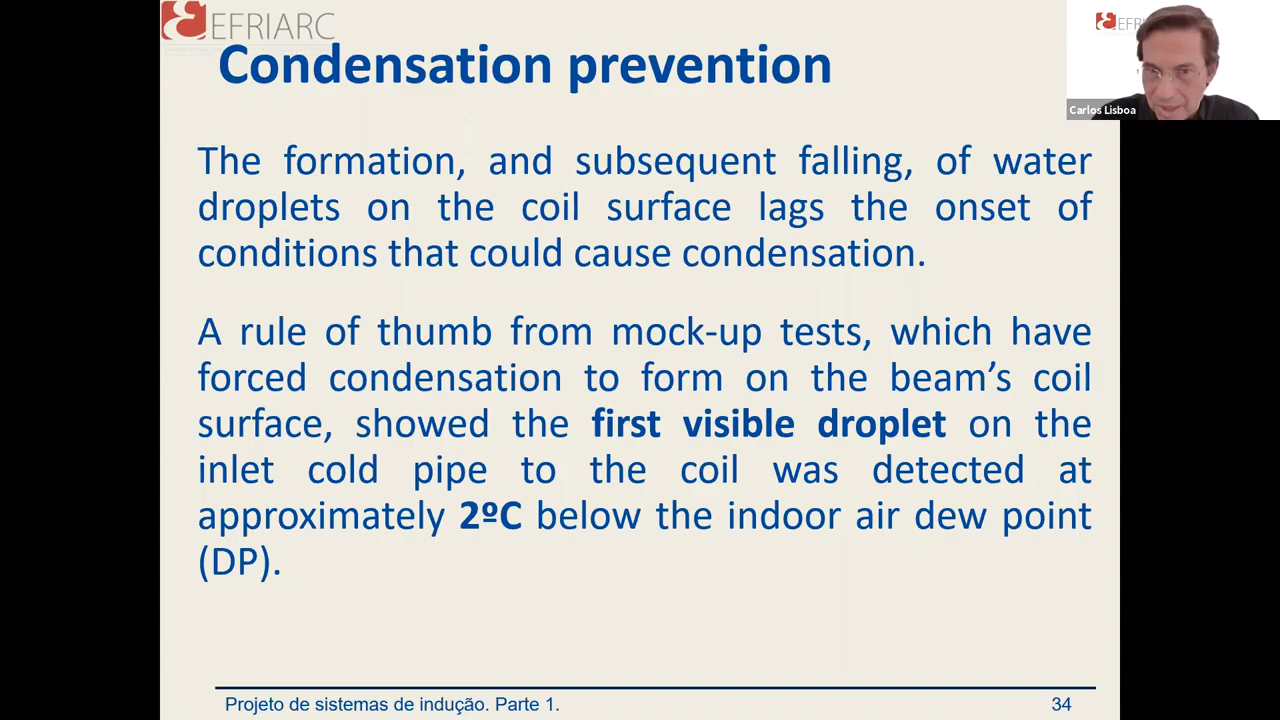 EFRIARC
Condensation prevention
The formation, and subsequent falling, of water
droplets on the coil surface lags the onset of
conditions that could cause condensation.
A rule of thumb from mock-up tests, which have
forced condensation to form on the beam’s coil
surface, showed the first visible droplet on the
inlet cold pipe to the coil was detected at
approximately 2ºC below the indoor air dew point
(DP).
Projeto de sistemas de indução. Parte 1.
34
Carlos Lisboa